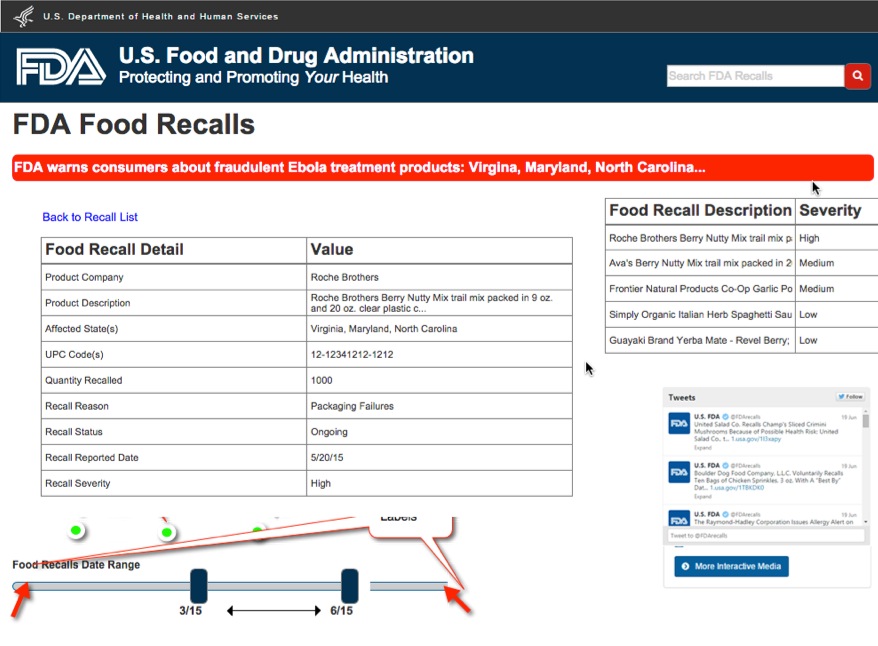 U.S. Department of Health and Human Services
FDA
U.S. Food and Drug Administration
Protecting and Promoting Your Health
Search FDA Recalls
FDA Food Recalls
FDA warns consumers about fraudulent Ebola treatment products: Virgina, Maryland, North Carolina...
Back to Recall List
Food Recall Detail Value
Product Company Roche Brothers
Product Description Roche Brothers Berry Nutty Mix trail mix packed in 9 oz.
and 20 oz. clear plastic c...
Affected State(s) Virginia, Maryland, North Carolina
UPC Code(s) 12-12341212-1212
Quantity Recalled 1000
Recall Reason Packaging Failures
Recall Status Ongoing
Recall Reported Date 5/20/15
Recall Severity High
Food Recall Description Severity
Roche Brothers Berry Nutty Mix trail mix p High
Ava's Berry Nutty Mix trail mix packed in 2 Medium
Frontier Natural Products Co-Op Garlic Po Medium
Simply Organic Italian Herb Spaghetti Sau Low
Guayaki Brand Yerba Mate - Revel Berry; Low
Tweets Follow
FDA
U.S. FDA @FDArecalls 19 Jun
United Salad Co. Recalls Champ's Sliced Crimini
Mushrooms Because of Possible Health Risk: United
Salad Co., t... 1.usa.gov/1I3xapy
Expand
FDA
U.S. FDA @FDArecalls 19 Jun
Boulder Dog Food Company, L.L.C. Voluntarily Recalls
Ten Bags of Chicken Sprinkles, 3 oz. With A "Best By"
Dat... 1.usa.gov/1T8KDK0
Expand
FDA
U.S. FDA @FDArecalls 19 Jun
The Raymond-Hadley Corporation Issues Allergy Alert on
Tweet to @FDArecalls
More Interactive Media
Labels
Food Recalls Date Range
3/15 6/15